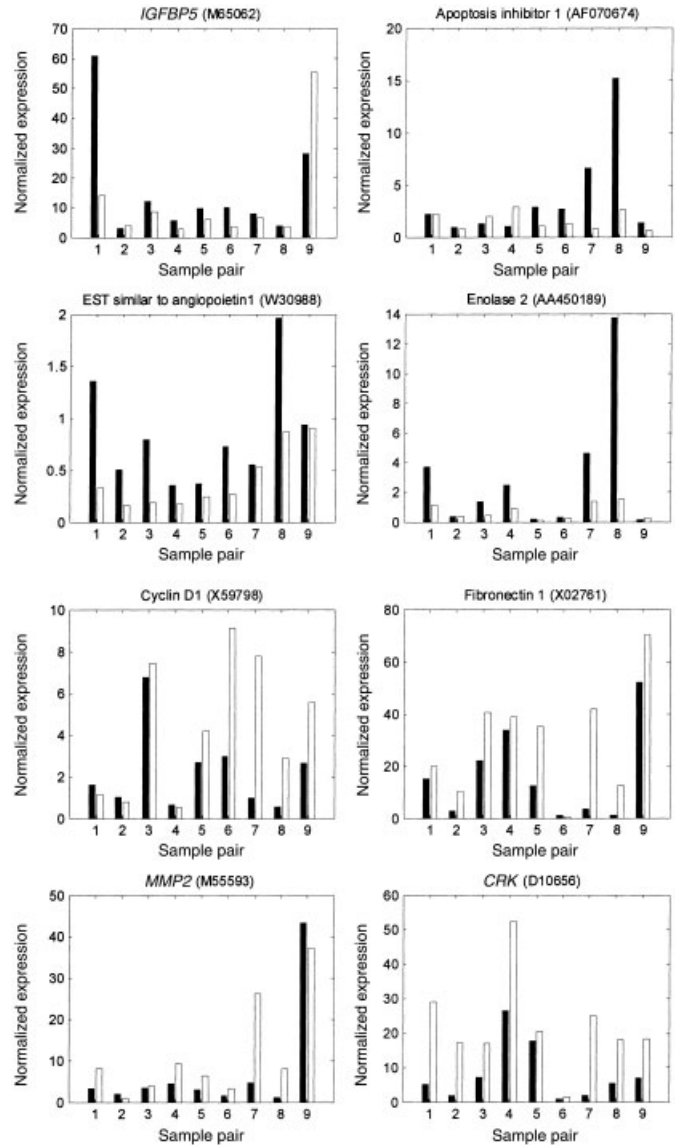 IGFBP5 (M65062)
Normalized expression
70
60
50
40
30
20
10
0
1 2 3 4 5 6 7 8 9
Sample pair
Apoptosis inhibitor 1 (AF070674)
Normalized expression
20
15
10
5
0
1 2 3 4 5 6 7 8 9
Sample pair
EST similar to angiopoietin1 (W30988)
Normalized expression
2
1.5
1
0.5
0
1 2 3 4 5 6 7 8 9
Sample pair
Enolase 2 (AA450189)
Normalized expression
14
12
10
8
6
4
2
0
1 2 3 4 5 6 7 8 9
Sample pair
Cyclin D1 (X59798)
Normalized expression
10
8
6
4
2
0
1 2 3 4 5 6 7 8 9
Sample pair
Fibronectin 1 (X02761)
Normalized expression
80
60
40
20
0
1 2 3 4 5 6 7 8 9
Sample pair
MMP2 (M55593)
Normalized expression
50
40
30
20
10
0
1 2 3 4 5 6 7 8 9
Sample pair
CRK (D10656)
Normalized expression
60
50
40
30
20
10
0
1 2 3 4 5 6 7 8 9
Sample pair